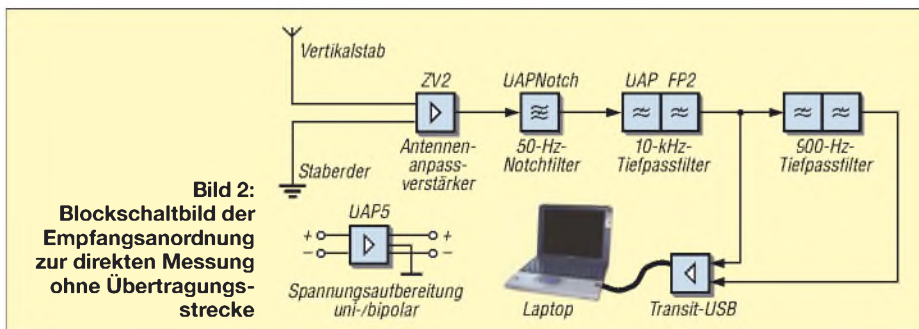 Vertikalstab
ZV2
UAPNotch
UAP FP2
Antennen-
anpass-
verstärker
50-Hz-
Notchfilter
10-kHz-
Tiefpassfilter
900-Hz-
Tiefpassfilter
Staberder
Bild 2:
Blockschaltbild der
Empfangsanordnung
zur direkten Messung
ohne Übertragungs-
strecke
UAP5
+ +
– –
Spannungsaufbereitung
uni-/bipolar
Laptop
Transit-USB